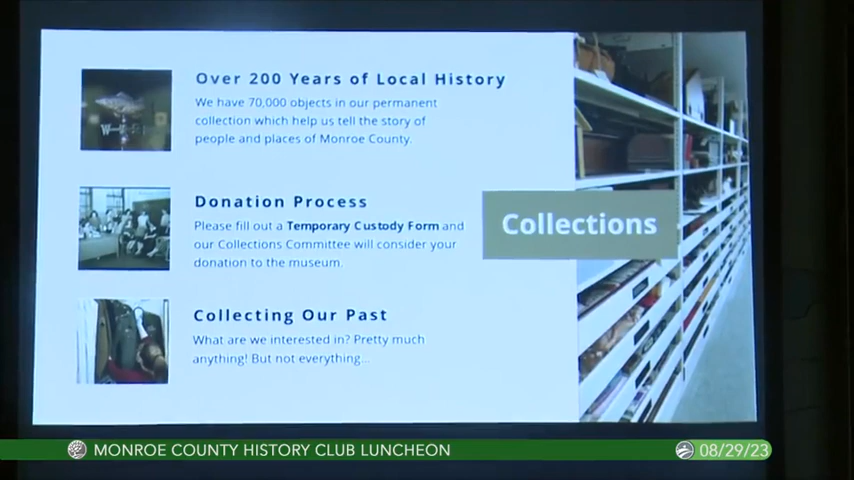 Over 200 Years of Local History
We have 70,000 objects in our permanent
collection which help us tell the story of
people and places of Monroe County.
Donation Process
Please fill out a Temporary Custody Form and
our Collections Committee will consider your
donation to the museum.
Collecting Our Past
What are we interested in? Pretty much
anything! But not everything...
Collections
MONROE COUNTY HISTORY CLUB LUNCHEON
08/29/23